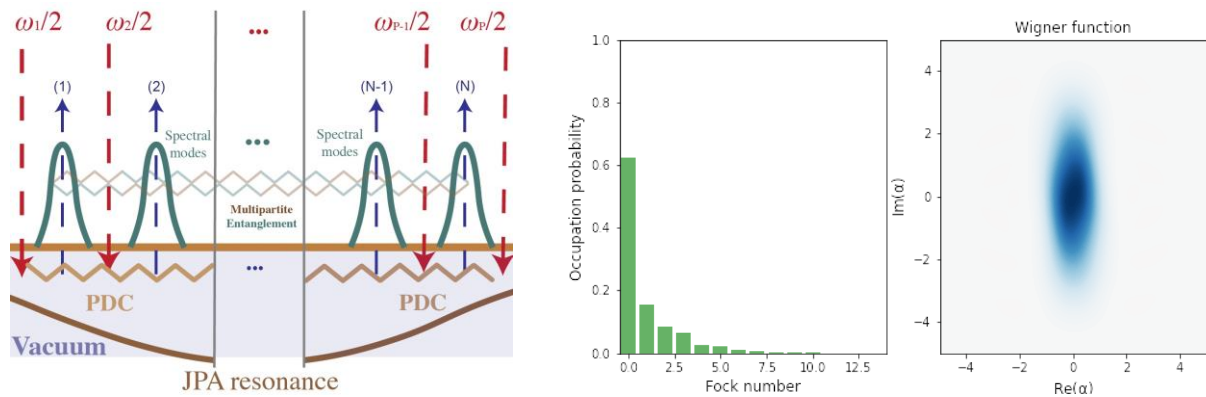 ω₁/2
ω₂/2
...
ωP-1/2
ωP/2
(1)
(2)
(N-1)
(N)
Spectral
modes
...
Spectral
modes
Multipartite
Entanglement
...
PDC
PDC
Vacuum
JPA resonance
Occupation probability
1.0
0.8
0.6
0.4
0.2
0.0
0.0 2.5 5.0 7.5 10.0 12.5
Fock number
Wigner function
Im(α)
4
2
0
−2
−4
−4 −2 0 2 4
Re(α)